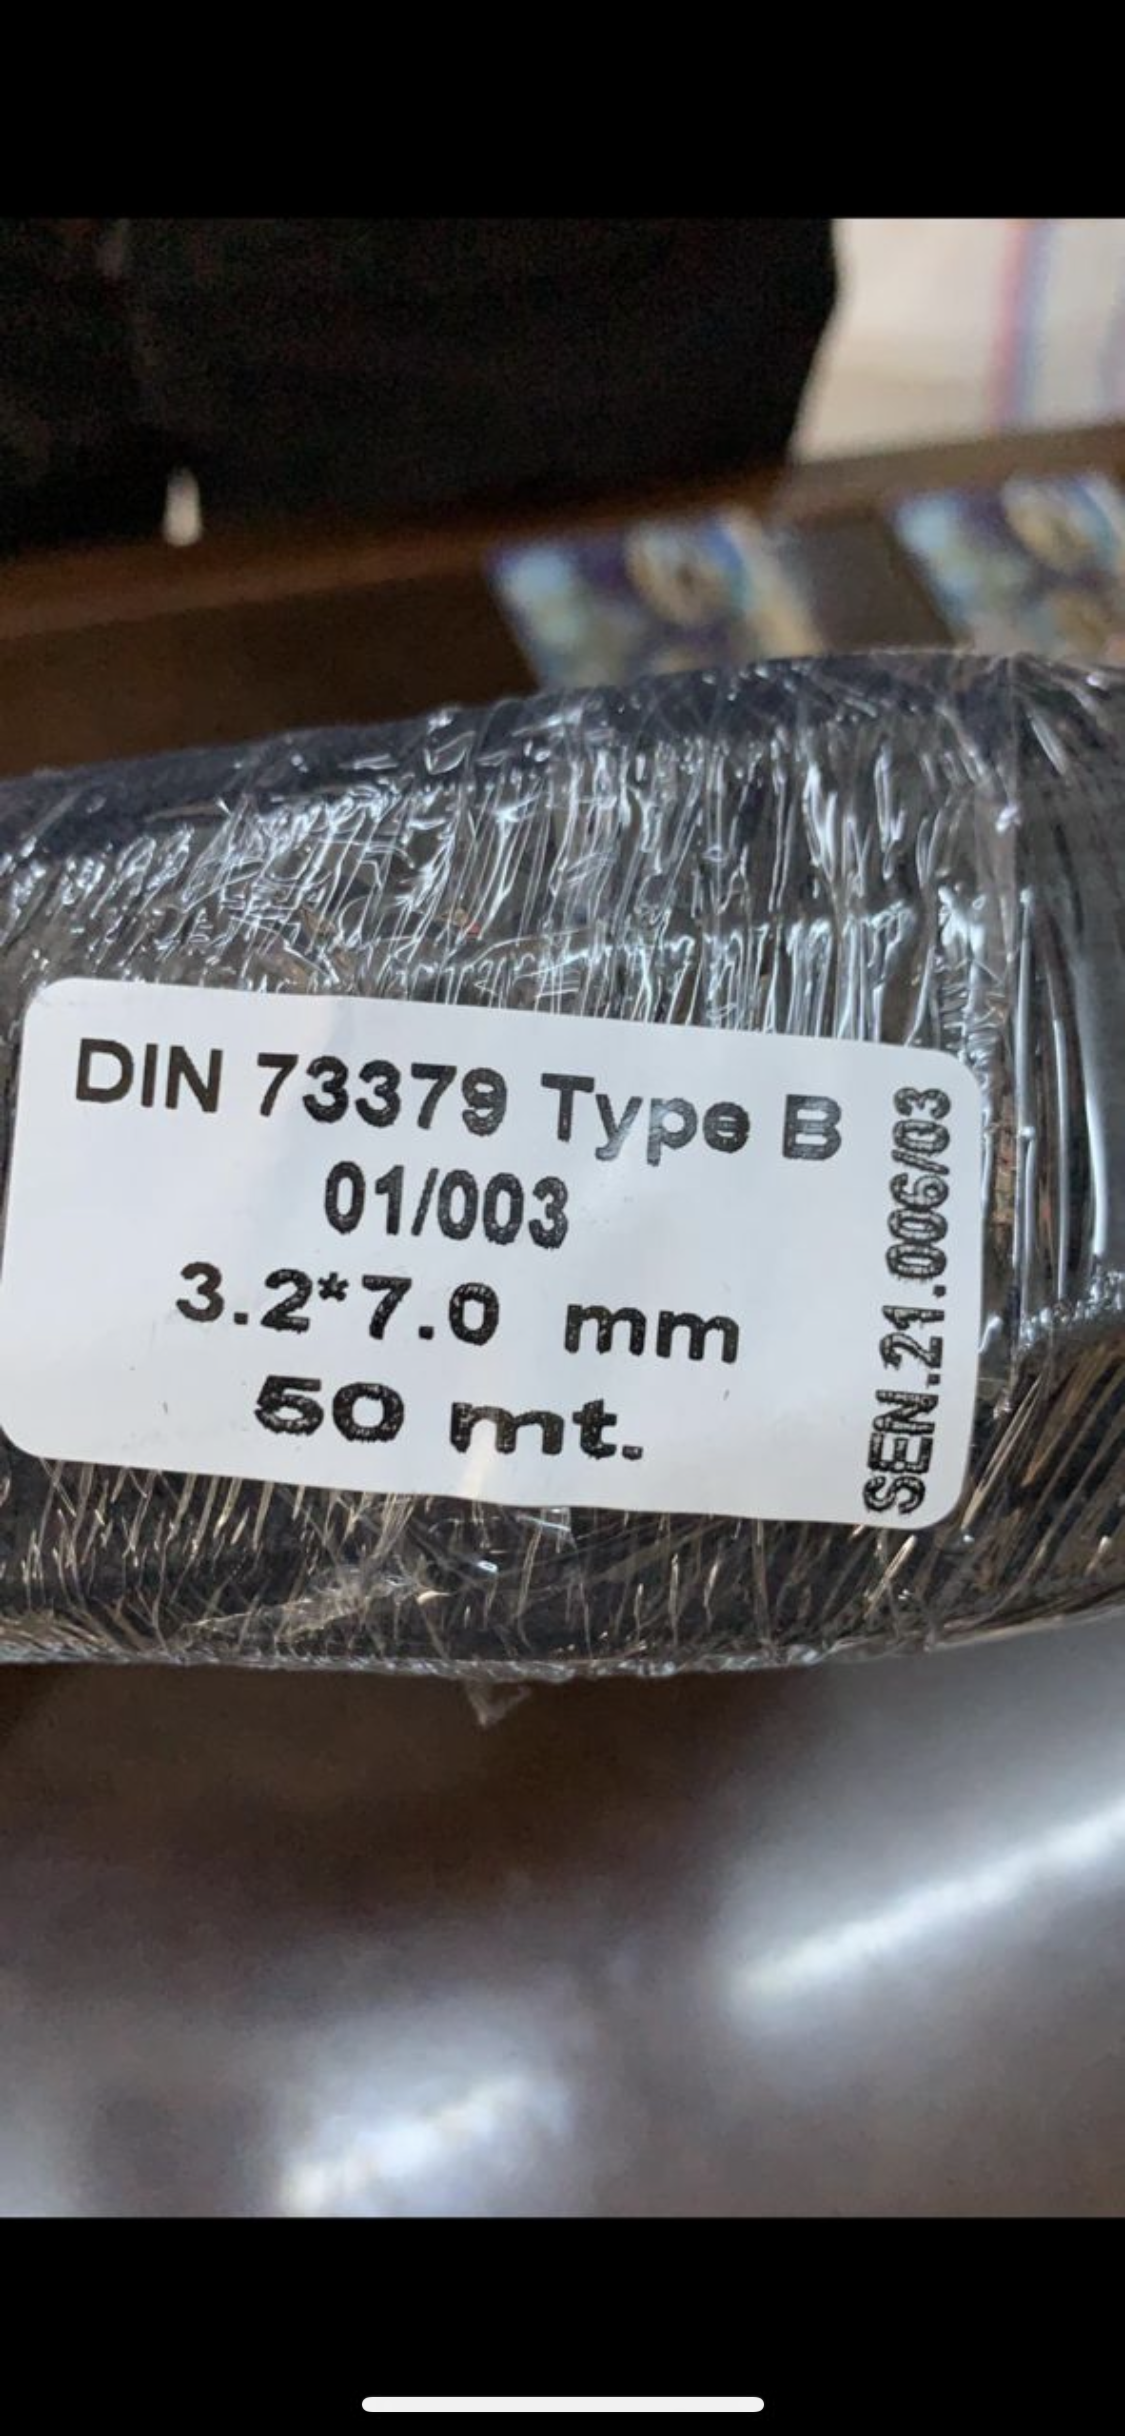 DIN 73379 Type B
01/003
3.2*7.0 mm
50 mt.
SEN.21.006/03